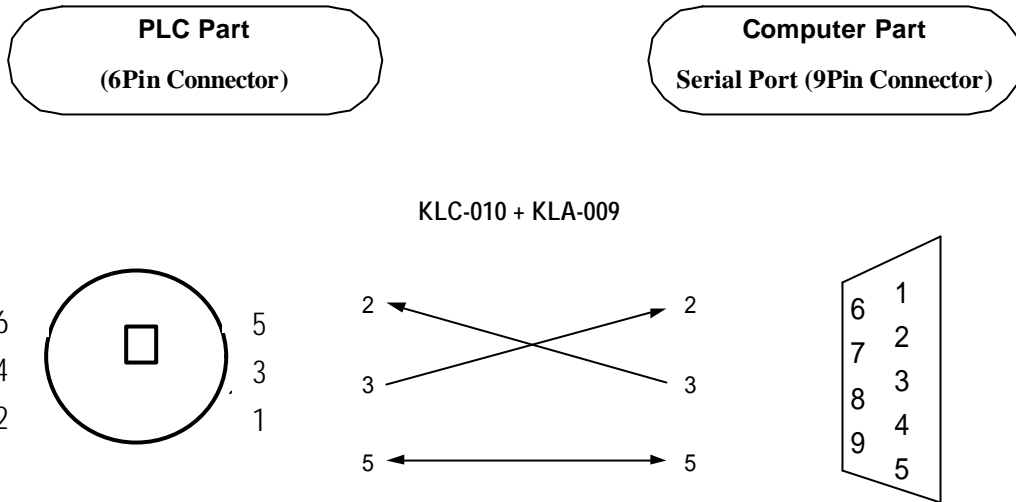 PLC Part
(6Pin Connector)
Computer Part
Serial Port (9Pin Connector)
KLC-010 + KLA-009
6 5
4 3
2 1
2 2
3 3
5 5
6 1
7 2
8 3
9 4
5